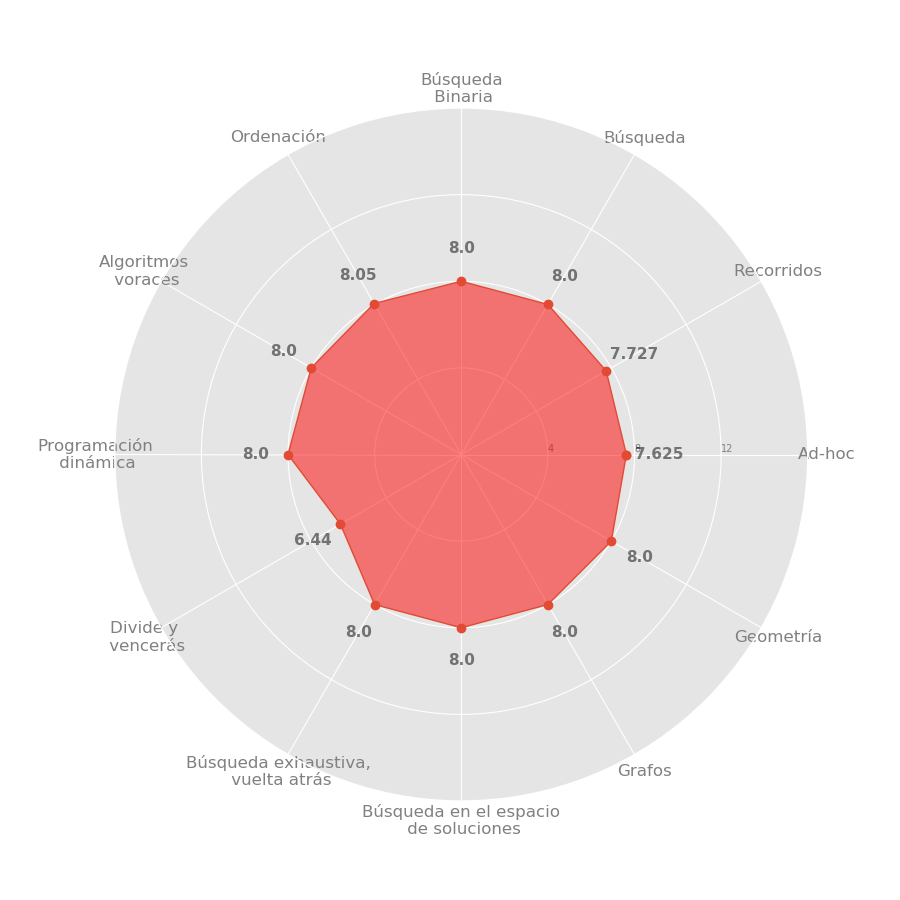 Búsqueda
Binaria
Ordenación
Búsqueda
8.0
Algoritmos
voraces
8.05
8.0
Recorridos
8.0
7.727
Programación
dinámica
8.0
4
8
7.625
12
Ad-hoc
6.44
8.0
Divide y
vencerás
8.0
8.0
8.0
Geometría
Búsqueda exhaustiva,
vuelta atrás
Grafos
Búsqueda en el espacio
de soluciones